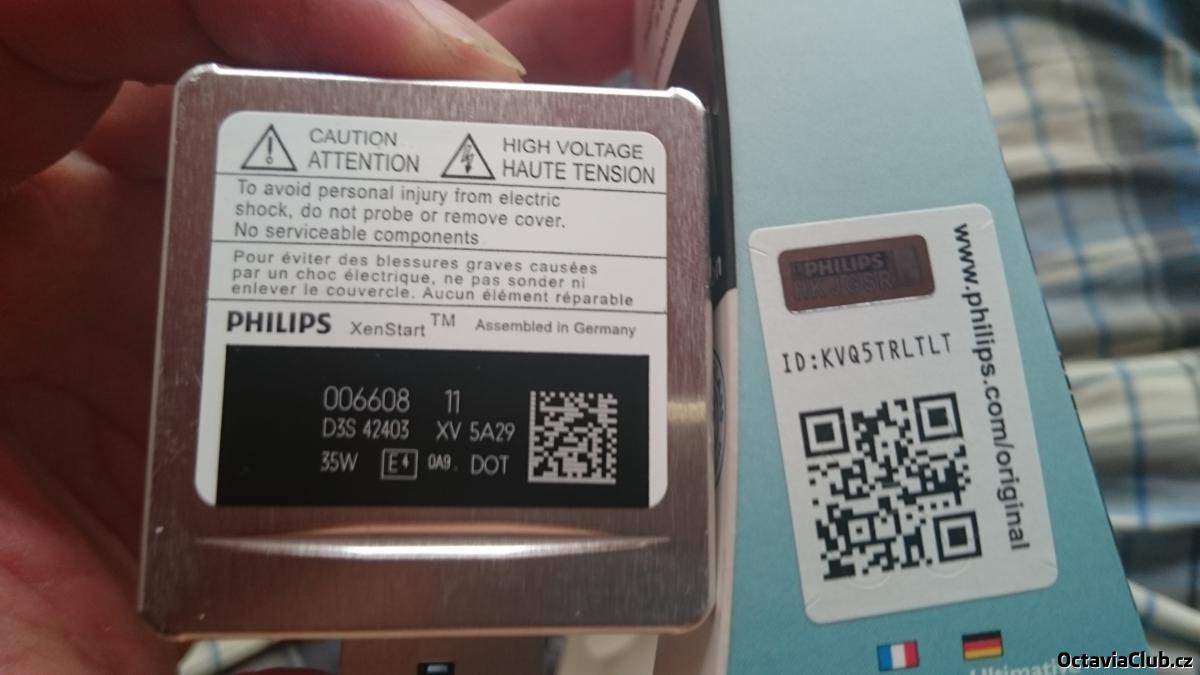 CAUTION
ATTENTION
HIGH VOLTAGE
HAUTE TENSION
To avoid personal injury from electric
shock, do not probe or remove cover.
No serviceable components
Pour éviter des blessures graves causées
par un choc électrique, ne pas sonder ni
enlever le couvercle. Aucun élément réparable
PHILIPS XenStart™ Assembled in Germany
006608 11
D3S 42403 XV 5A29
35W E4 0A9. DOT
PHILIPS
ID:KVQ5TRLTLT
www.philips.com/original
Ultimative
OctaviaClub.cz